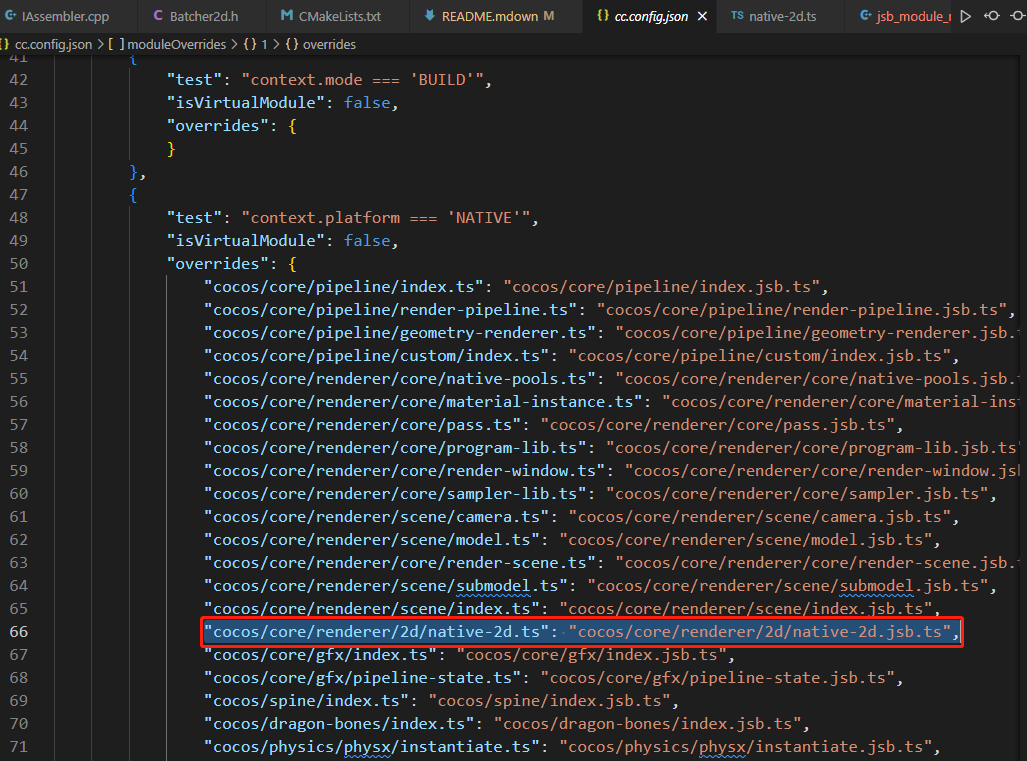 IAssembler.cpp
Batcher2d.h
CMakeLists.txt
README.mdown M
cc.config.json
native-2d.ts
cc.config.json > [ ] moduleOverrides > {} 1 > {} overrides
41 {
42 "test": "context.mode === 'BUILD'",
43 "isVirtualModule": false,
44 "overrides": {
45 }
46 },
47 {
48 "test": "context.platform === 'NATIVE'",
49 "isVirtualModule": false,
50 "overrides": {
51 "cocos/core/pipeline/index.ts": "cocos/core/pipeline/index.jsb.ts",
52 "cocos/core/pipeline/render-pipeline.ts": "cocos/core/pipeline/render-pipeline.jsb.ts",
53 "cocos/core/pipeline/geometry-renderer.ts": "cocos/core/pipeline/geometry-renderer.jsb.
54 "cocos/core/pipeline/custom/index.ts": "cocos/core/pipeline/custom/index.jsb.ts",
55 "cocos/core/renderer/core/native-pools.ts": "cocos/core/renderer/core/native-pools.jsb.
56 "cocos/core/renderer/core/material-instance.ts": "cocos/core/renderer/core/material-inst
57 "cocos/core/renderer/core/pass.ts": "cocos/core/renderer/core/pass.jsb.ts",
58 "cocos/core/renderer/core/program-lib.ts": "cocos/core/renderer/core/program-lib.jsb.ts"
59 "cocos/core/renderer/core/render-window.ts": "cocos/core/renderer/core/render-window.jsb
60 "cocos/core/renderer/core/sampler-lib.ts": "cocos/core/renderer/core/sampler.jsb.ts",
61 "cocos/core/renderer/scene/camera.ts": "cocos/core/renderer/scene/camera.jsb.ts",
62 "cocos/core/renderer/scene/model.ts": "cocos/core/renderer/scene/model.jsb.ts",
63 "cocos/core/renderer/core/render-scene.ts": "cocos/core/renderer/core/render-scene.jsb.
64 "cocos/core/renderer/scene/submodel.ts": "cocos/core/renderer/scene/submodel.jsb.ts",
65 "cocos/core/renderer/scene/index.ts": "cocos/core/renderer/scene/index.jsb.ts",
66 "cocos/core/renderer/2d/native-2d.ts": "cocos/core/renderer/2d/native-2d.jsb.ts",
67 "cocos/core/gfx/index.ts": "cocos/core/gfx/index.jsb.ts",
68 "cocos/core/gfx/pipeline-state.ts": "cocos/core/gfx/pipeline-state.jsb.ts",
69 "cocos/spine/index.ts": "cocos/spine/index.jsb.ts",
70 "cocos/dragon-bones/index.ts": "cocos/dragon-bones/index.jsb.ts",
71 "cocos/physics/physx/instantiate.ts": "cocos/physics/physx/instantiate.jsb.ts",